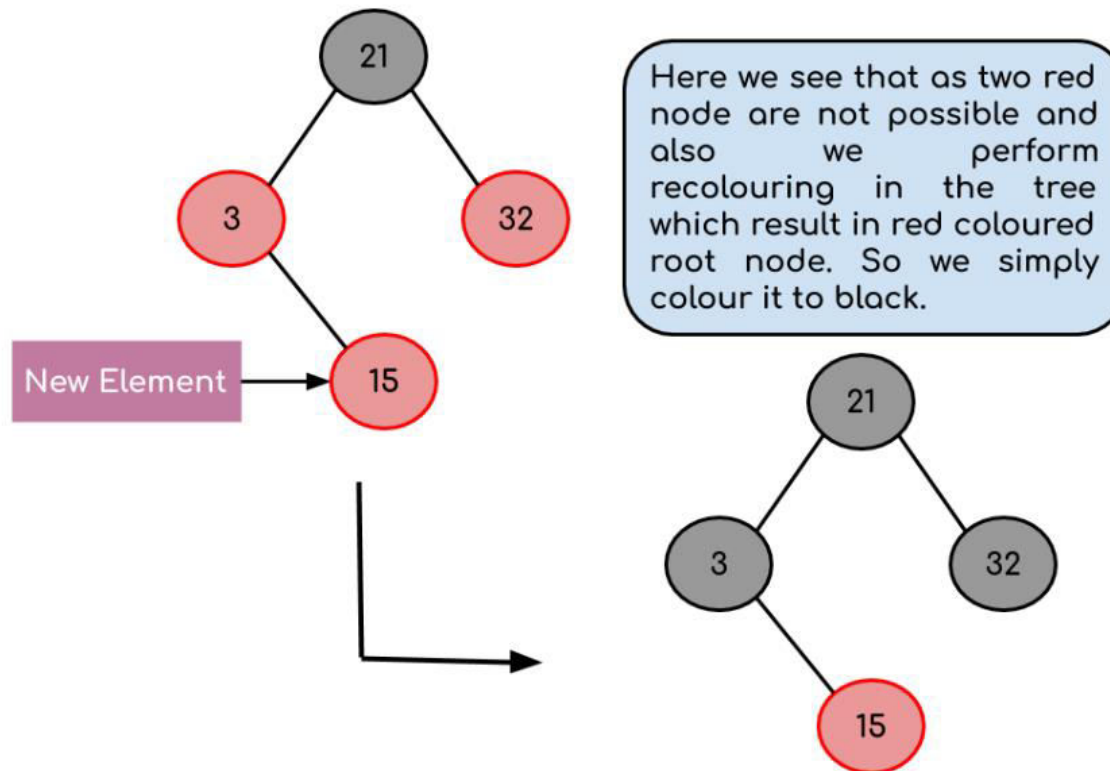 21
Here we see that as two red
node are not possible and
also we perform
recolouring in the tree
which result in red coloured
root node. So we simply
colour it to black.
3
32
New Element
15
21
3
32
15